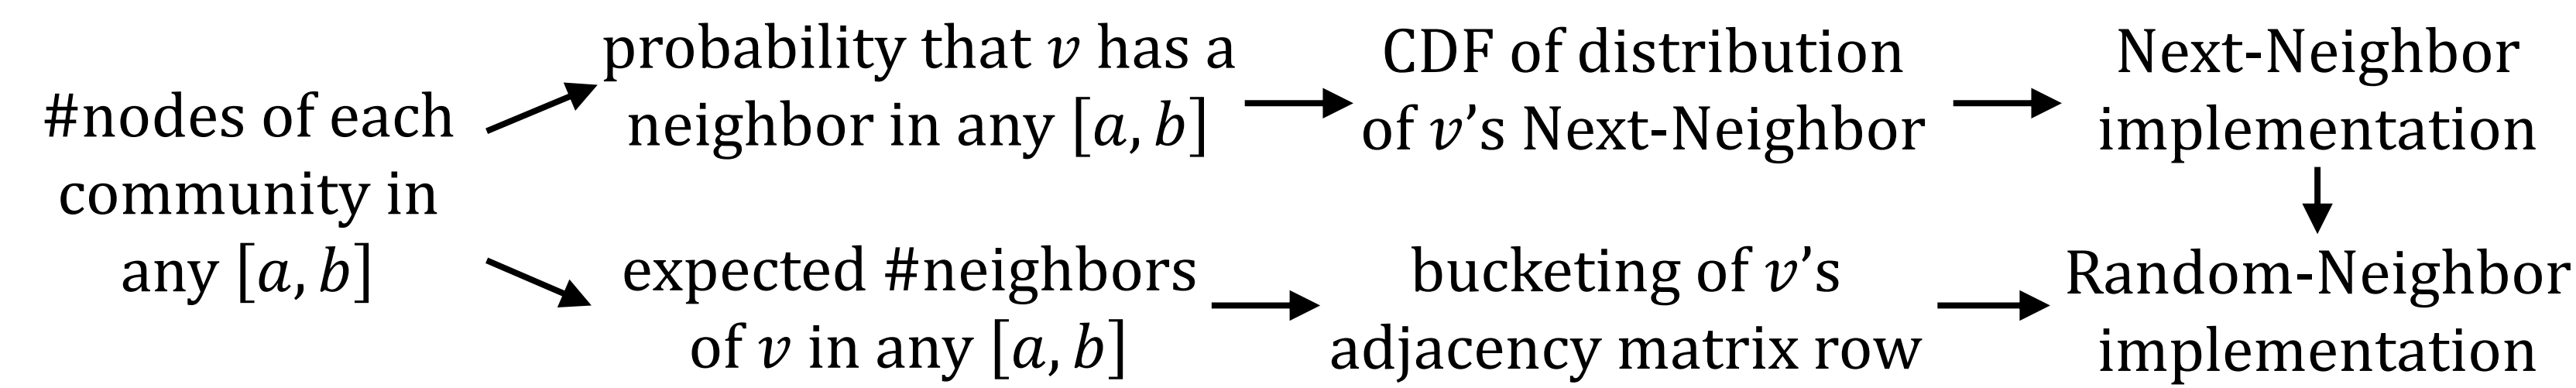 #nodes of each
community in
any [a, b]
probability that v has a
neighbor in any [a, b]
CDF of distribution
of v’s Next-Neighbor
Next-Neighbor
implementation
expected #neighbors
of v in any [a, b]
bucketing of v’s
adjacency matrix row
Random-Neighbor
implementation